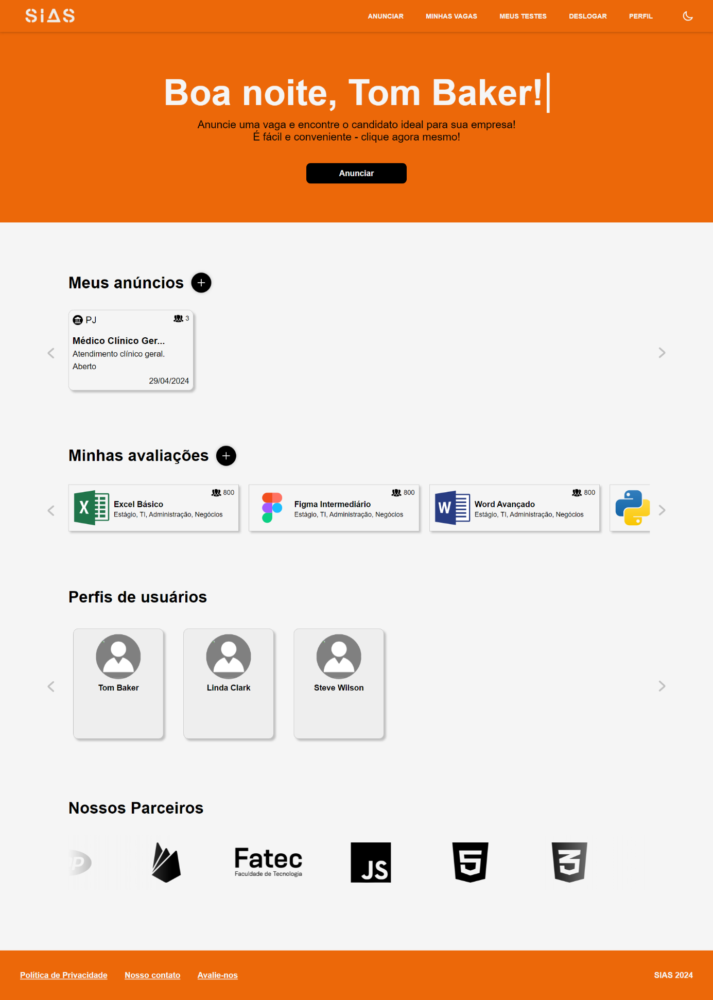 SIAS
ANUNCIAR
MINHAS VAGAS
MEUS TESTES
DESLOGAR
PERFIL
Boa noite, Tom Baker!
Anuncie uma vaga e encontre o candidato ideal para sua empresa!
É fácil e conveniente - clique agora mesmo!
Anunciar
Meus anúncios
PJ
3
Médico Clínico Ger...
Atendimento clínico geral.
Aberto
29/04/2024
Minhas avaliações
800
X
Excel Básico
Estágio, TI, Administração, Negócios
800
Figma Intermediário
Estágio, TI, Administração, Negócios
800
W
Word Avançado
Estágio, TI, Administração, Negócios
Perfis de usuários
Tom Baker
Linda Clark
Steve Wilson
Nossos Parceiros
Fatec
Faculdade de Tecnologia
JS
5
3
Política de Privacidade
Nosso contato
Avalie-nos
SIAS 2024